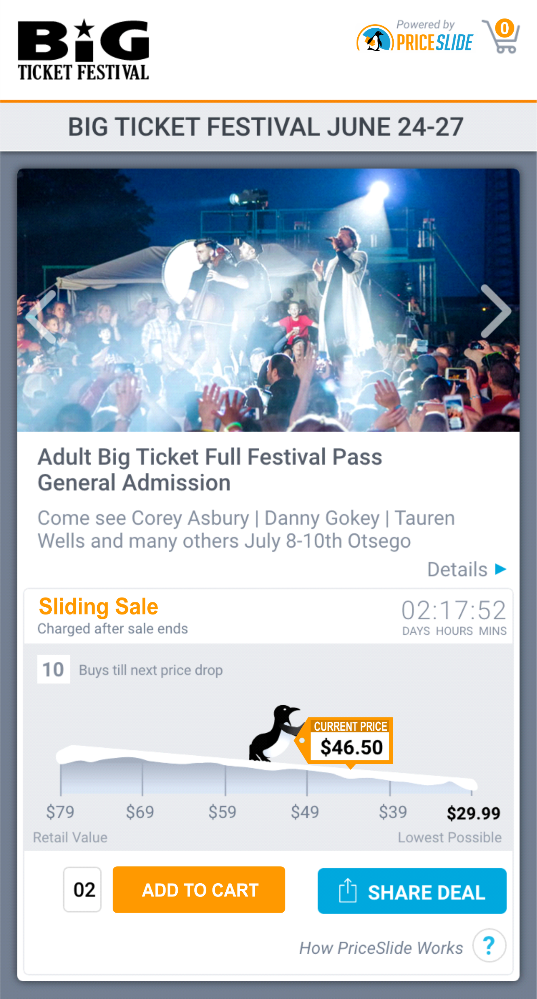 BIG
TICKET FESTIVAL
Powered by
PRICESLIDE
0
BIG TICKET FESTIVAL JUNE 24-27
Adult Big Ticket Full Festival Pass
General Admission
Come see Corey Asbury | Danny Gokey | Tauren
Wells and many others July 8-10th Otsego
Details
Sliding Sale
02:17:52
Charged after sale ends
DAYS HOURS MINS
10 Buys till next price drop
CURRENT PRICE
$46.50
$79 $69 $59 $49 $39 $29.99
Retail Value Lowest Possible
02 ADD TO CART SHARE DEAL
How PriceSlide Works ?